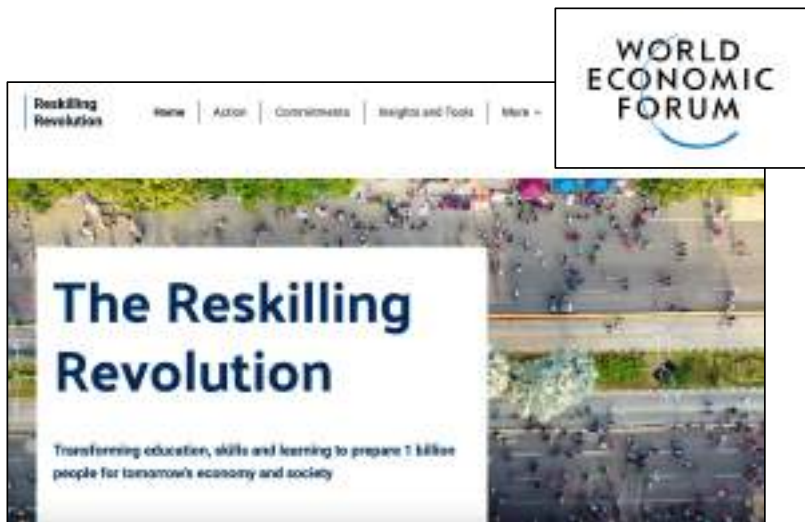 WORLD
ECONOMIC
FORUM
Reskilling
Revolution
Home
Action
Commitments
Insights and Tools
More
The Reskilling
Revolution
Transforming education, skills and learning to prepare 1 billion
people for tomorrow's economy and society